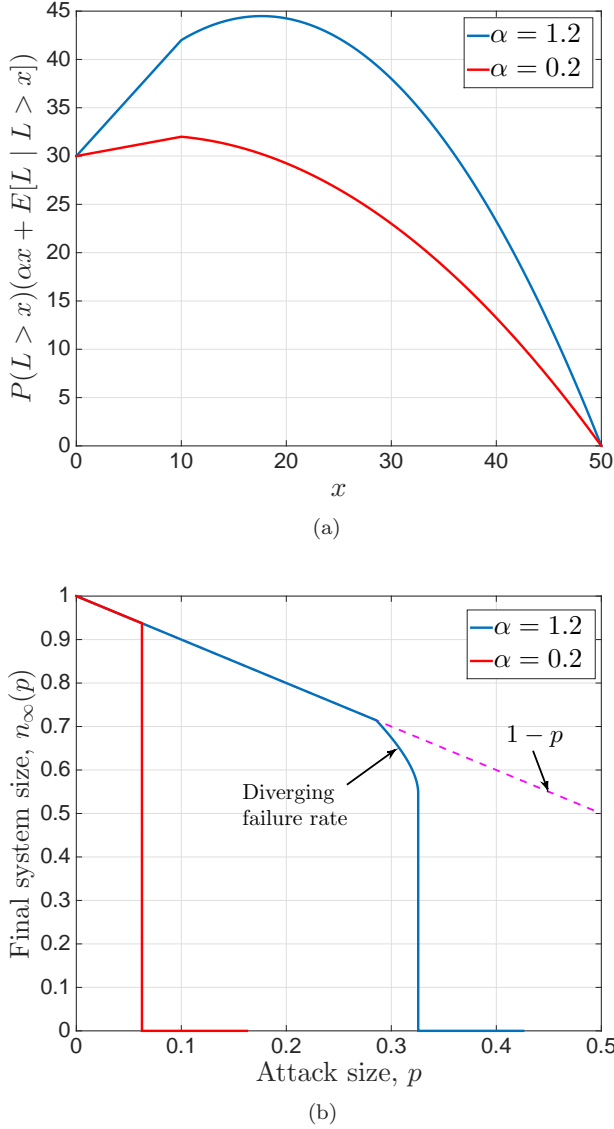 45
40
35
30
25
20
15
10
5
0
P(L > x)(αx + E[L | L > x])
α = 1.2
α = 0.2
0 10 20 30 40 50
x
(a)
1
0.9
0.8
0.7
0.6
0.5
0.4
0.3
0.2
0.1
0
Final system size, n∞(p)
α = 1.2
α = 0.2
1 − p
Diverging
failure rate
0 0.1 0.2 0.3 0.4 0.5
Attack size, p
(b)